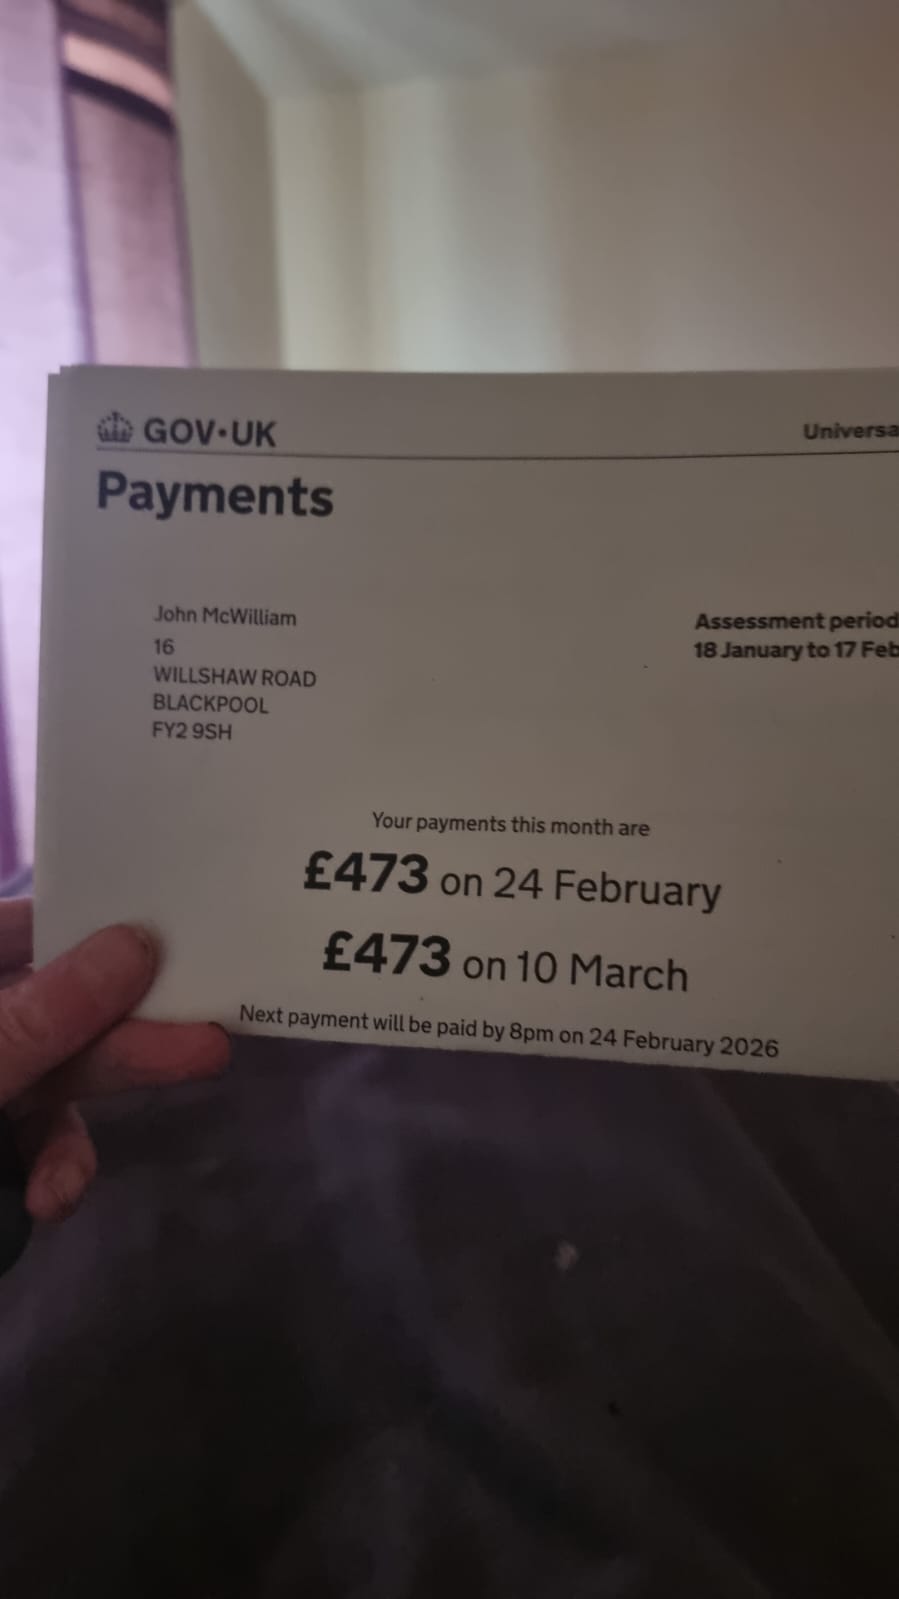 GOV•UK
Universa
Payments
John McWilliam
16
WILLSHAW ROAD
BLACKPOOL
FY2 9SH
Assessment period
18 January to 17 Feb
Your payments this month are
£473 on 24 February
£473 on 10 March
Next payment will be paid by 8pm on 24 February 2026